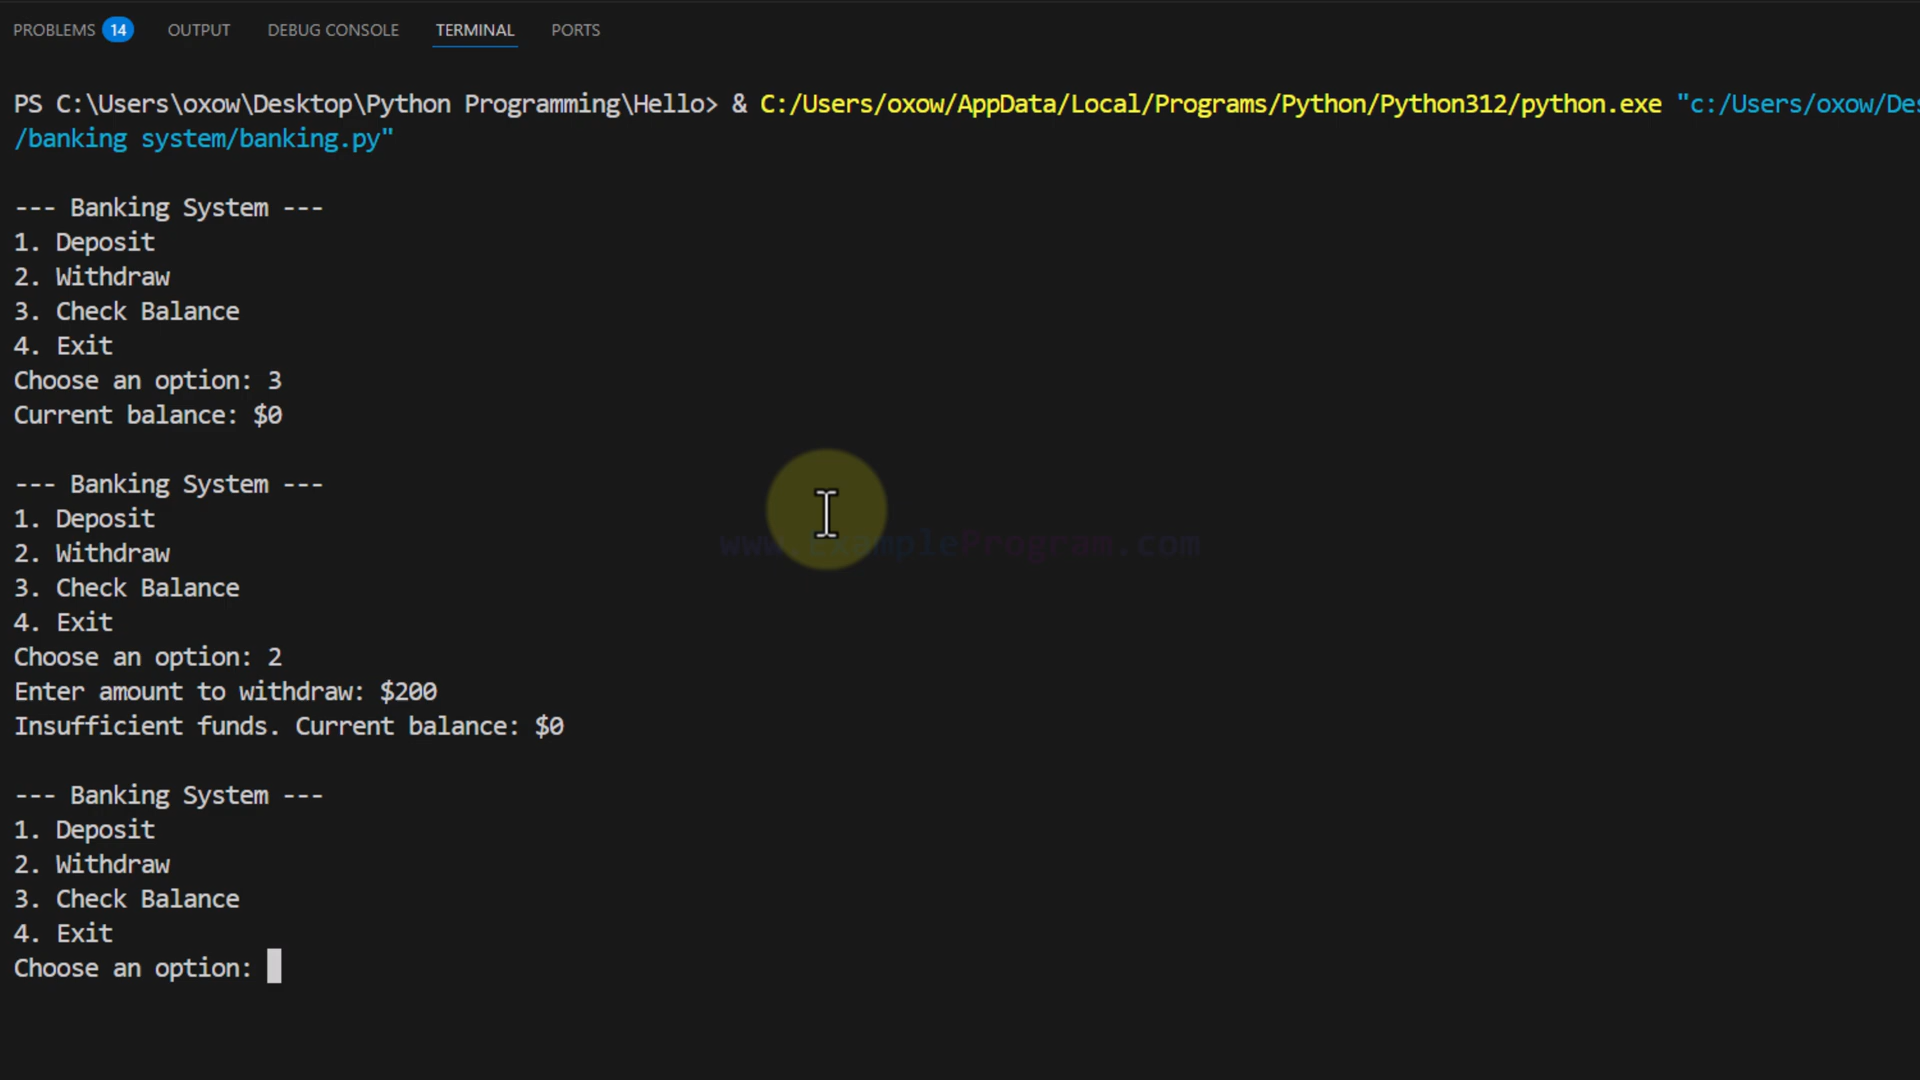 PROBLEMS 14 OUTPUT DEBUG CONSOLE TERMINAL PORTS
PS C:\Users\oxow\Desktop\Python Programming\Hello> & C:/Users/oxow/AppData/Local/Programs/Python/Python312/python.exe "c:/Users/oxow/Des
/banking system/banking.py"
--- Banking System ---
1. Deposit
2. Withdraw
3. Check Balance
4. Exit
Choose an option: 3
Current balance: $0
--- Banking System ---
1. Deposit
2. Withdraw
www.ExampleProgram.com
3. Check Balance
4. Exit
Choose an option: 2
Enter amount to withdraw: $200
Insufficient funds. Current balance: $0
--- Banking System ---
1. Deposit
2. Withdraw
3. Check Balance
4. Exit
Choose an option: